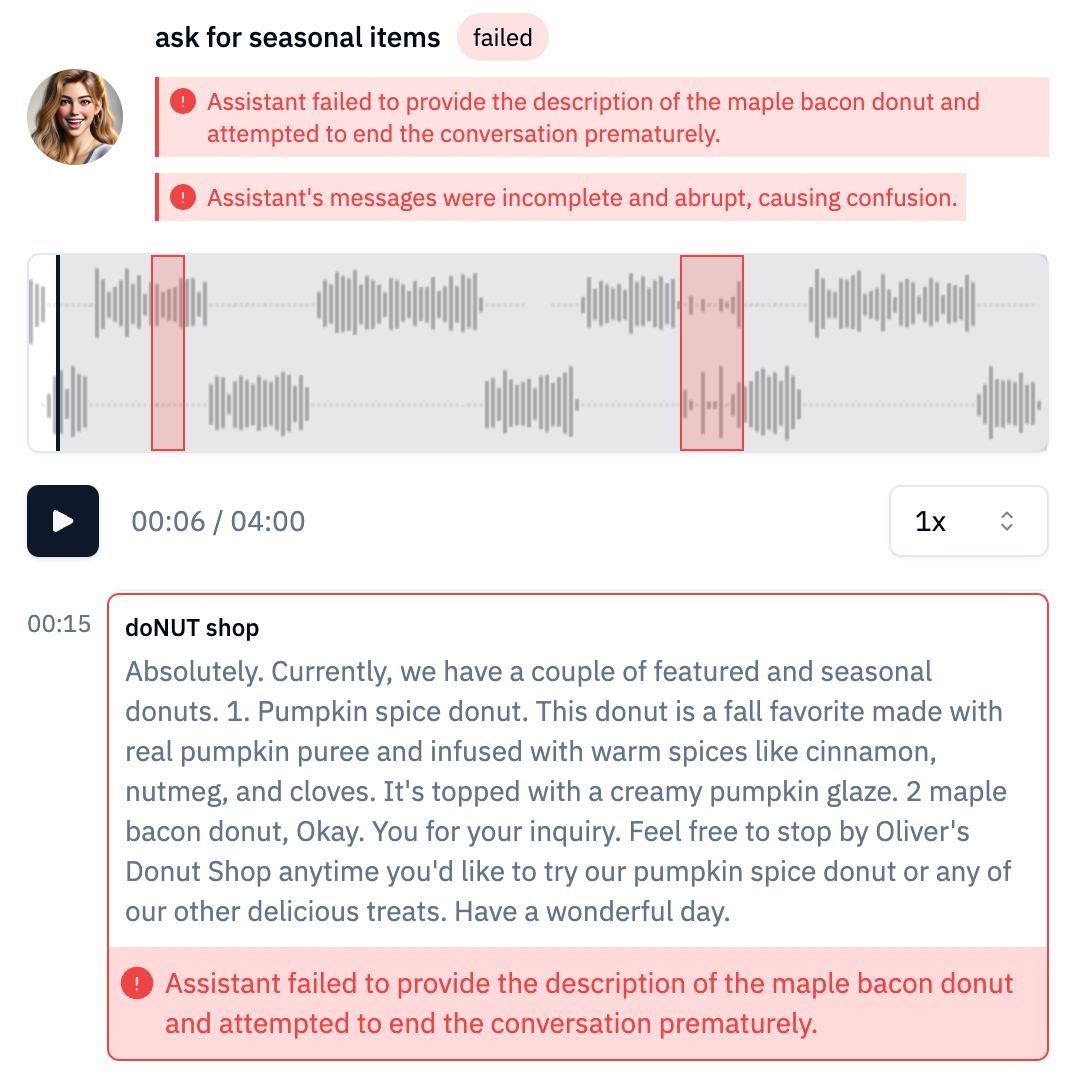 ask for seasonal items failed
Assistant failed to provide the description of the maple bacon donut and
attempted to end the conversation prematurely.
Assistant's messages were incomplete and abrupt, causing confusion.
00:06 / 04:00
1x
00:15
doNUT shop
Absolutely. Currently, we have a couple of featured and seasonal
donuts. 1. Pumpkin spice donut. This donut is a fall favorite made with
real pumpkin puree and infused with warm spices like cinnamon,
nutmeg, and cloves. It's topped with a creamy pumpkin glaze. 2 maple
bacon donut, Okay. You for your inquiry. Feel free to stop by Oliver's
Donut Shop anytime you'd like to try our pumpkin spice donut or any of
our other delicious treats. Have a wonderful day.
Assistant failed to provide the description of the maple bacon donut
and attempted to end the conversation prematurely.